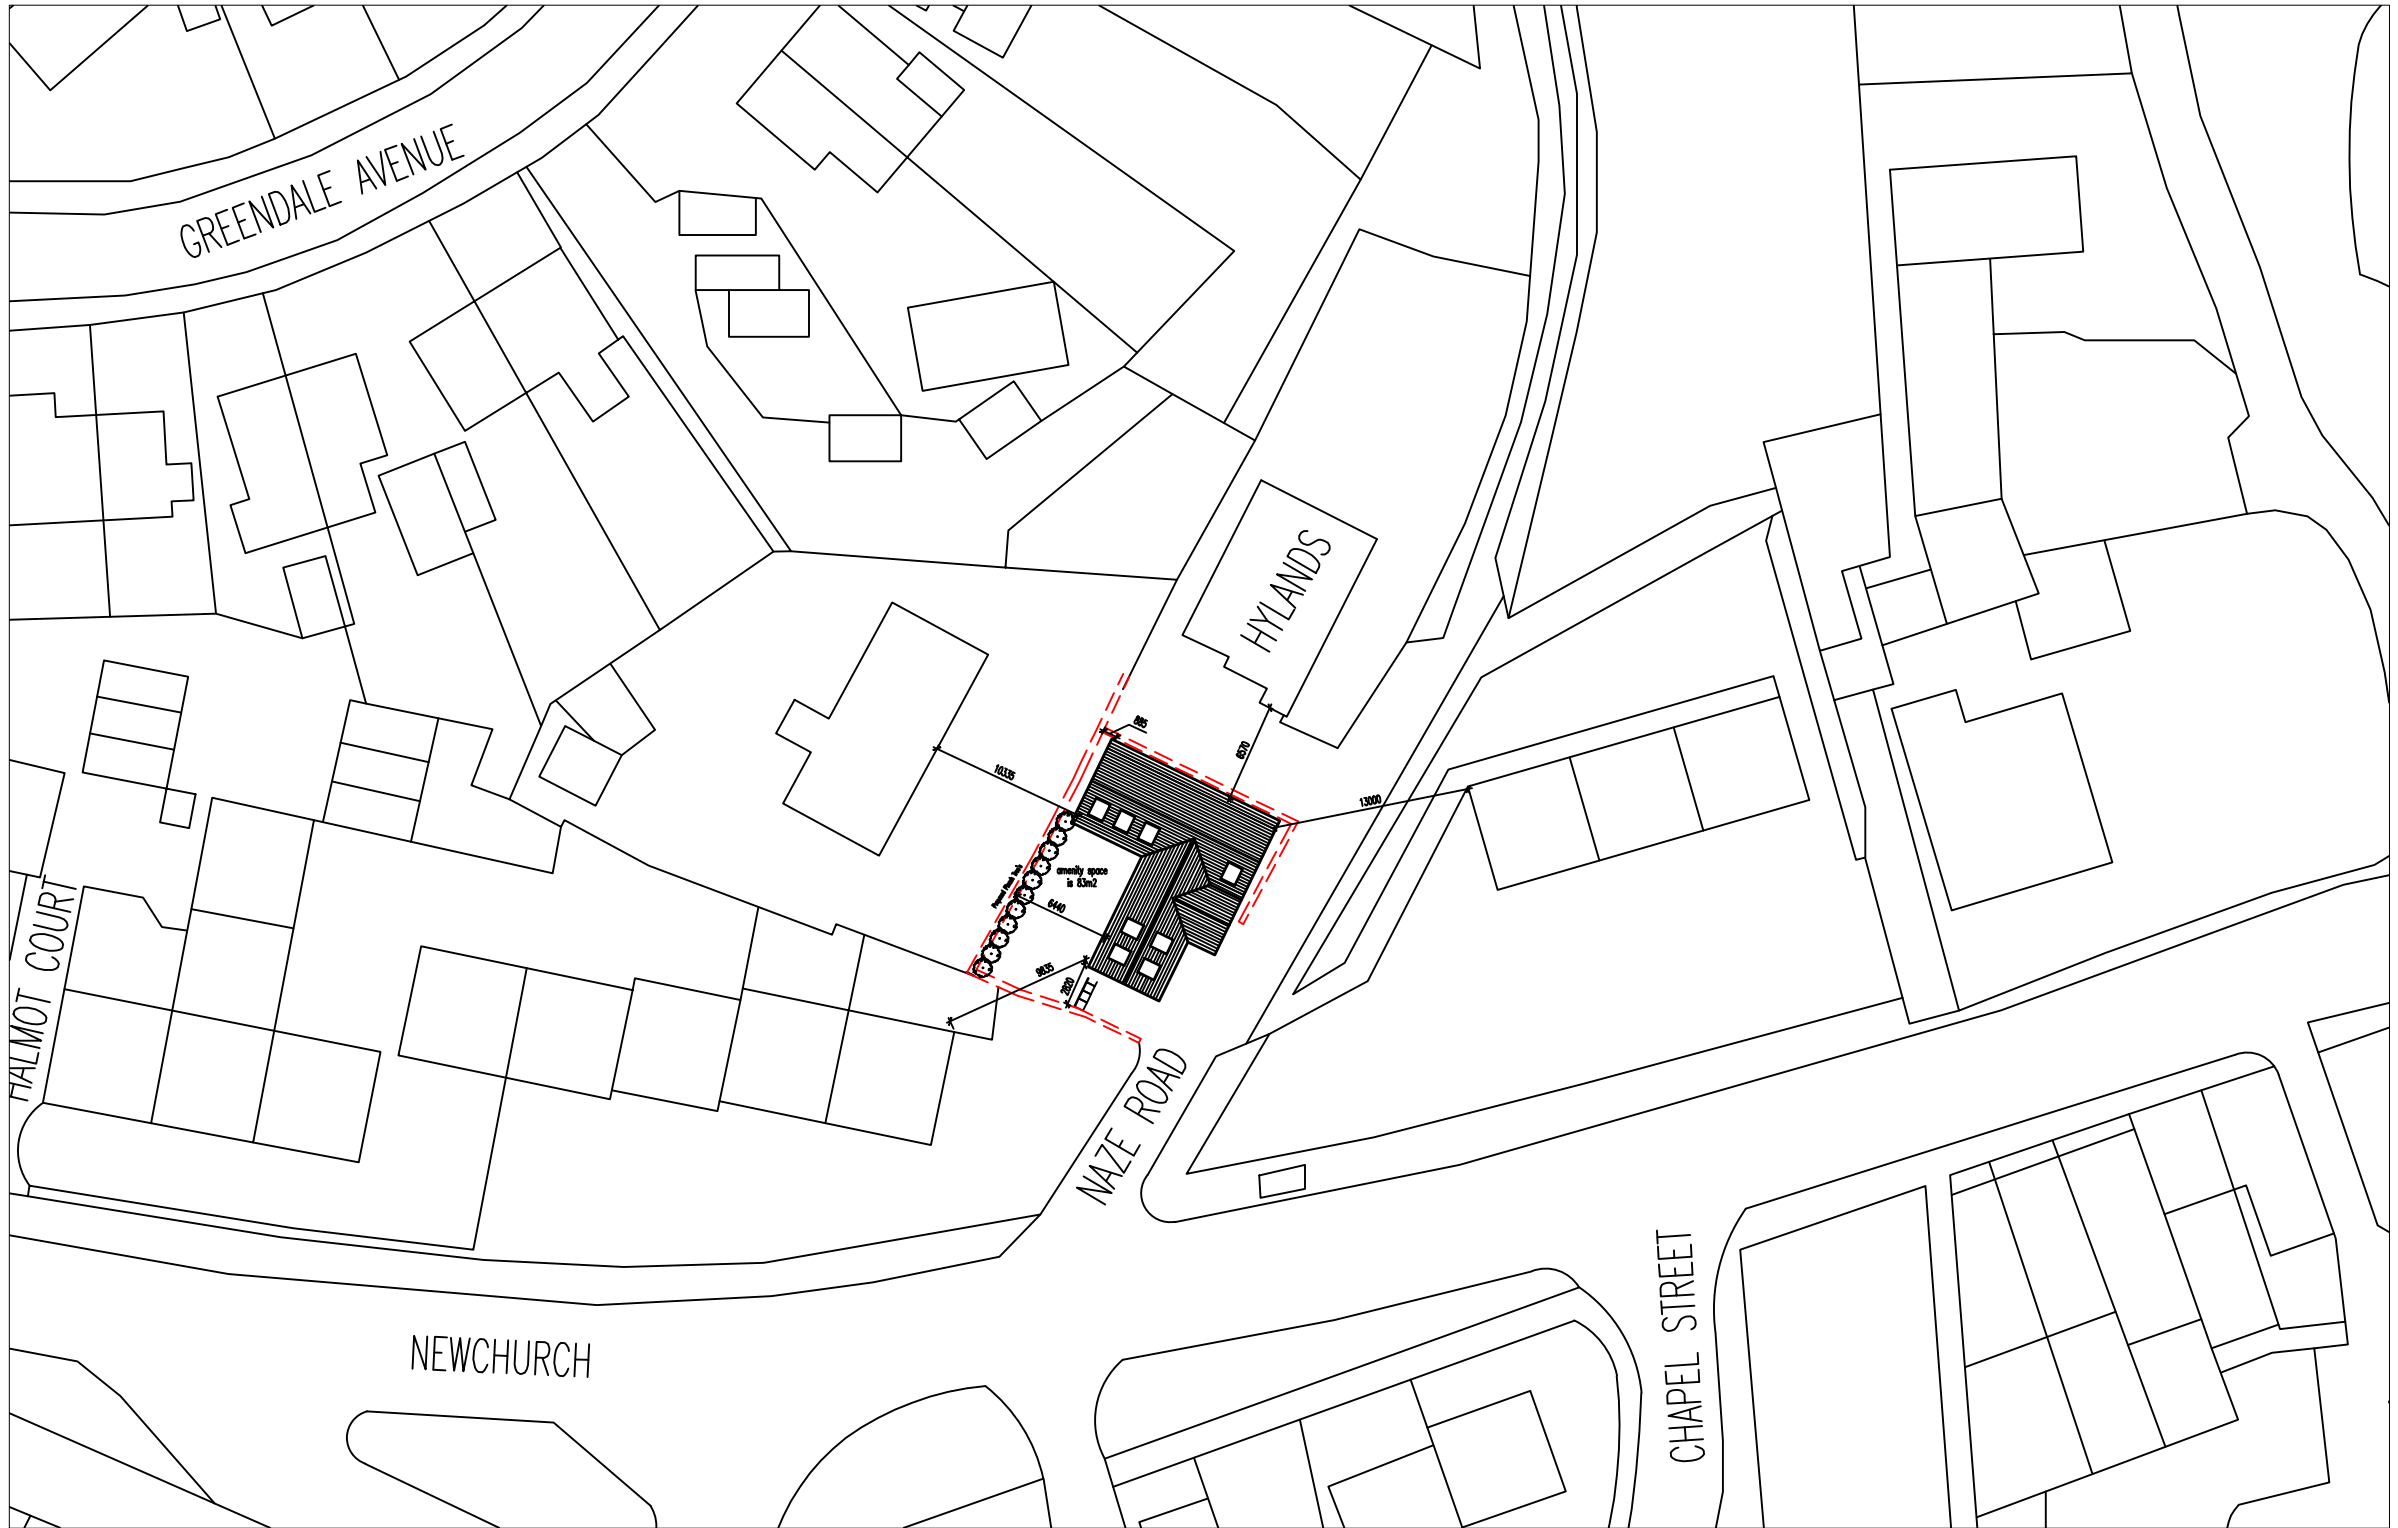 GREENDALE AVENUE
HYLANDS
885
6570
10335
13000
amenity space
is 83m2
6440
9835
2820
HALMOT COURT
NAZE ROAD
CHAPEL STREET
NEWCHURCH